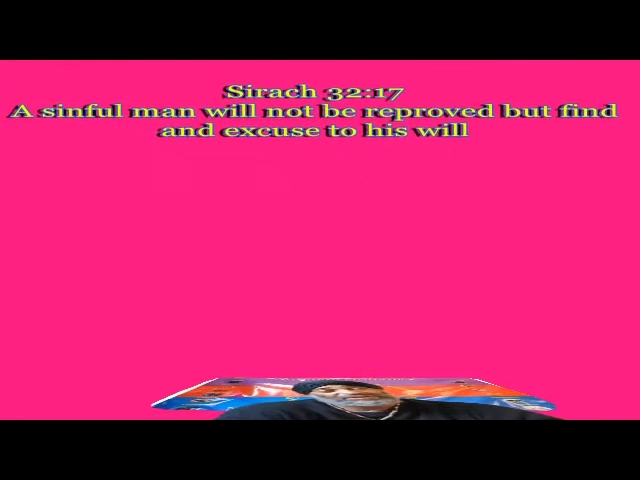 Sirach 32:17
A sinful man will not be reproved but find
and excuse to his will